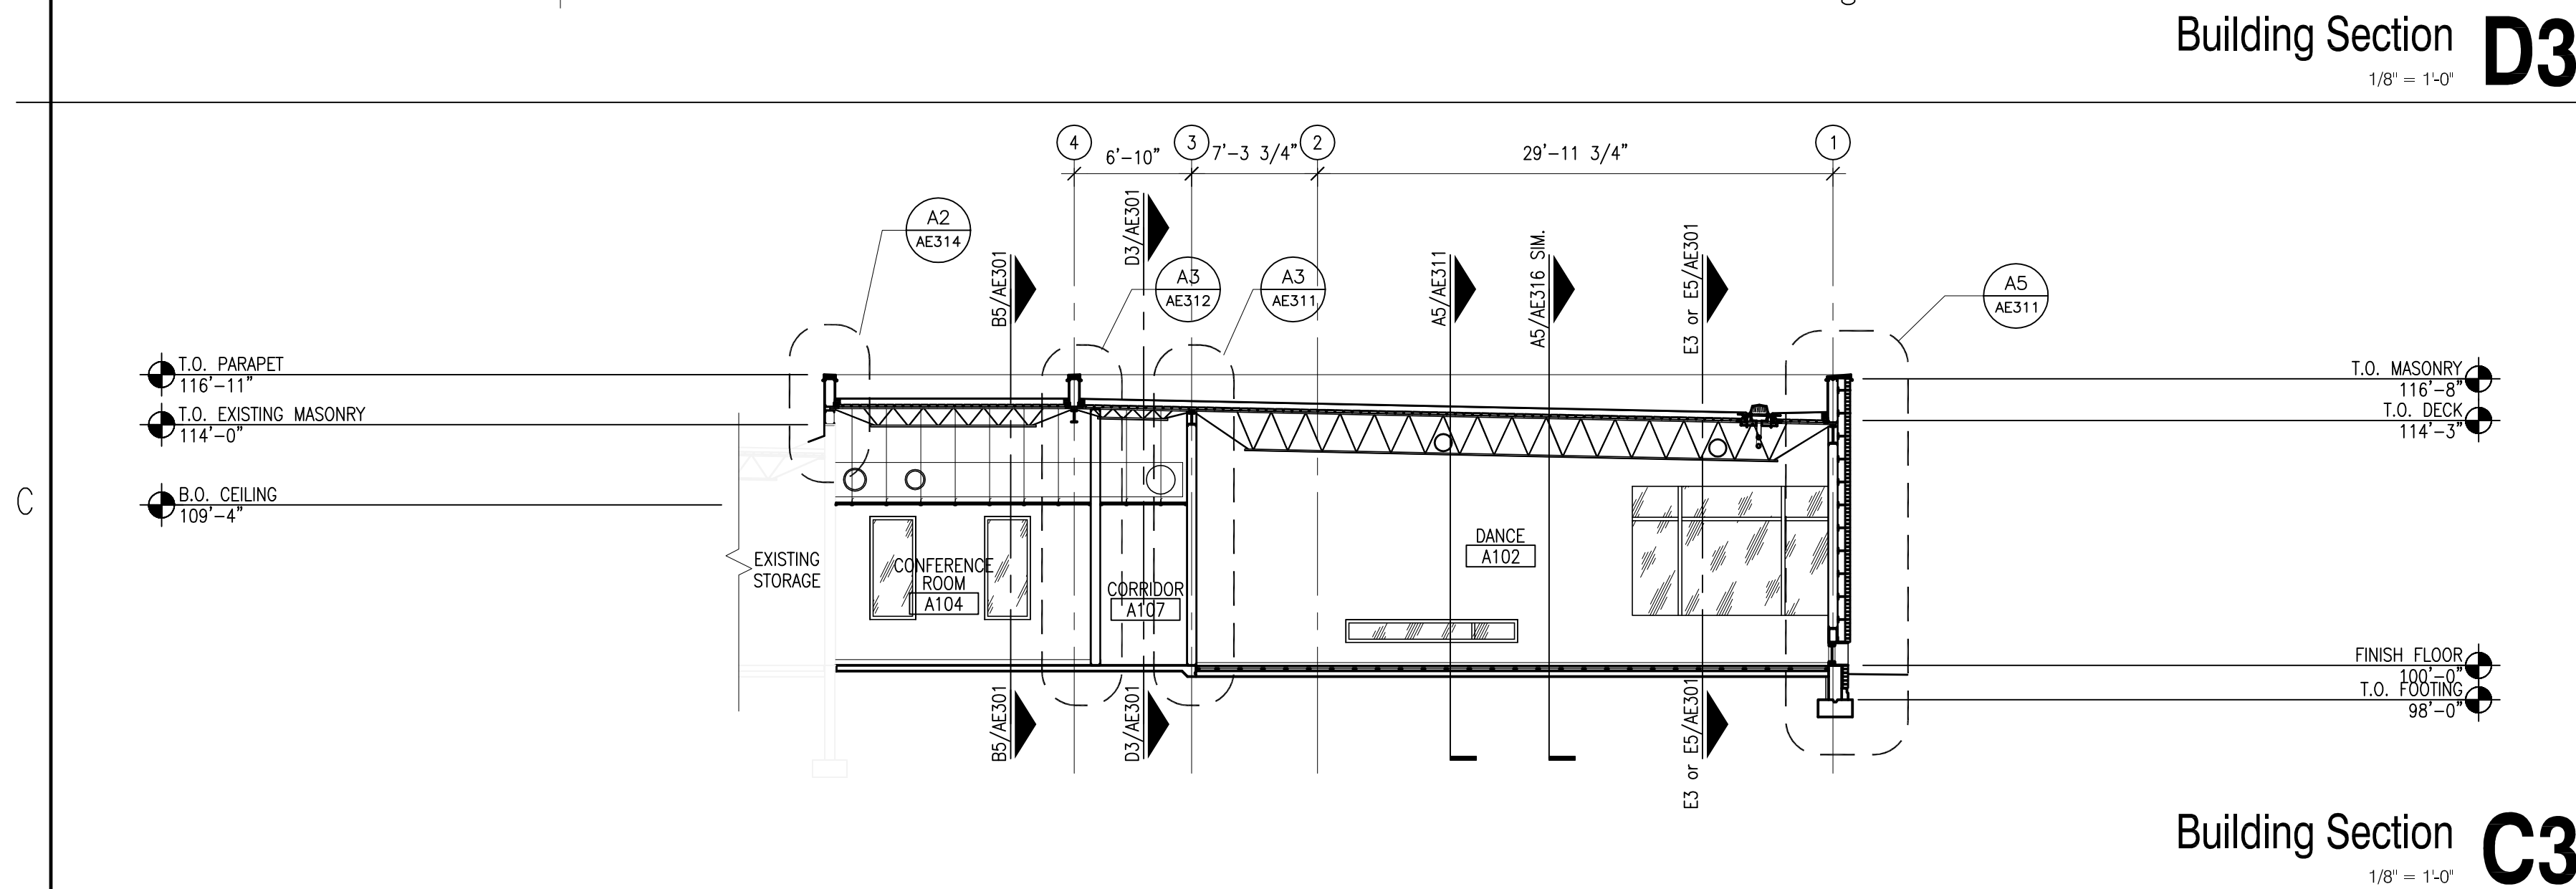 Building Section D3
1/8" = 1'-0"
4
6'-10"
3
7'-3 3/4"
2
29'-11 3/4"
1
A2
AE314
B5/AE301
D3/AE301
A3
AE312
A3
AE311
A5/AE311
A5/AE316 SIM.
E3 or E5/AE301
A5
AE311
T.O. PARAPET
116'-11"
T.O. EXISTING MASONRY
114'-0"
B.O. CEILING
109'-4"
T.O. MASONRY
116'-8"
T.O. DECK
114'-3"
C
EXISTING
STORAGE
CONFERENCE
ROOM
A104
CORRIDOR
A107
DANCE
A102
FINISH FLOOR
100'-0"
T.O. FOOTING
98'-0"
B5/AE301
D3/AE301
E3 or E5/AE301
Building Section C3
1/8" = 1'-0"